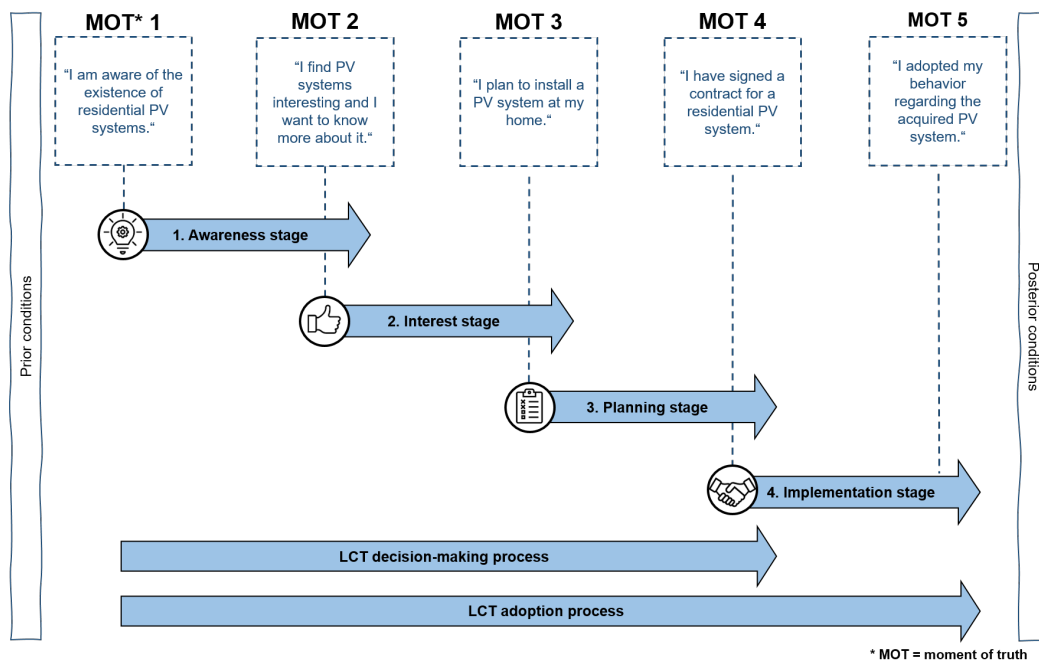 MOT* 1
MOT 2
MOT 3
MOT 4
MOT 5
“I am aware of the
existence of
residential PV
systems.“
“I find PV
systems
interesting and I
want to know
more about it.“
“I plan to install a
PV system at my
home.“
“I have signed a
contract for a
residential PV
system.“
“I adopted my
behavior
regarding the
acquired PV
system.“
Prior conditions
Posterior conditions
1. Awareness stage
2. Interest stage
3. Planning stage
4. Implementation stage
LCT decision-making process
LCT adoption process
* MOT = moment of truth